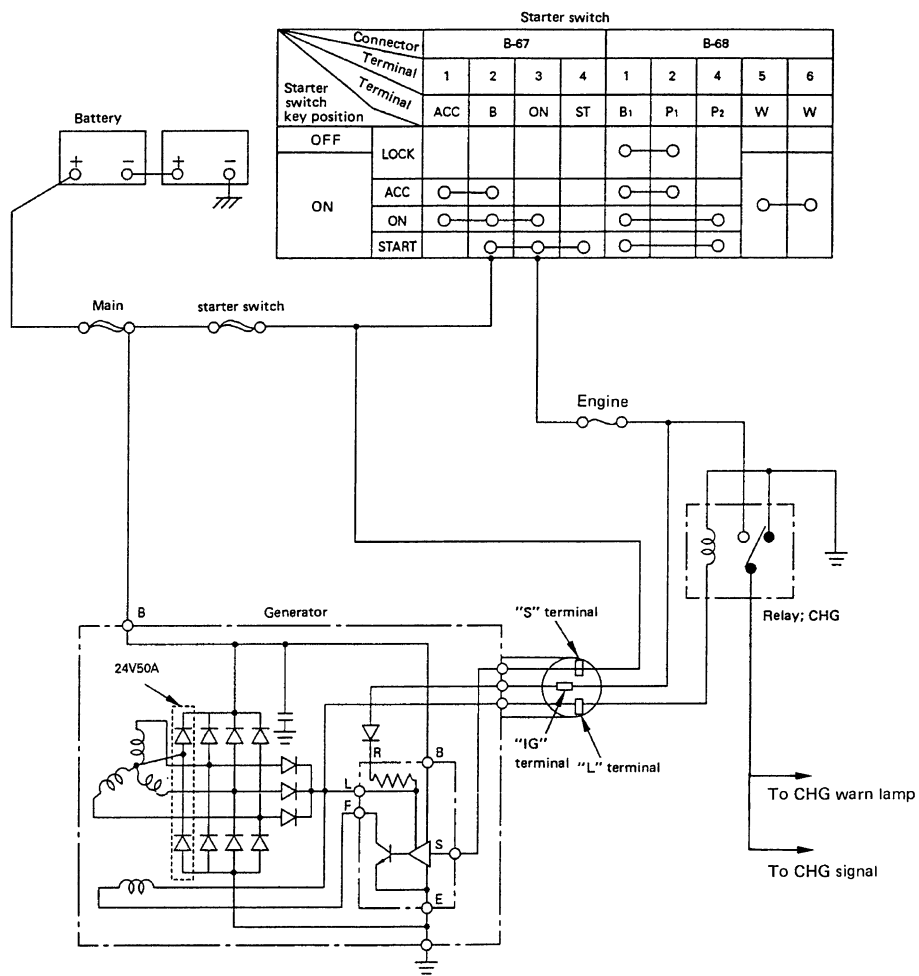 Starter switch
Connector B-67 B-68
Terminal 1 2 3 4 1 2 4 5 6
Terminal ACC B ON ST B1 P1 P2 W W
Starter
switch
key position
OFF LOCK
ON ACC
ON
START
Battery
+ - + -
Main starter switch
Engine
Relay; CHG
B Generator "S" terminal
24V50A
"IG"
terminal
"L" terminal
R B
L
F
S
E
To CHG warn lamp
To CHG signal